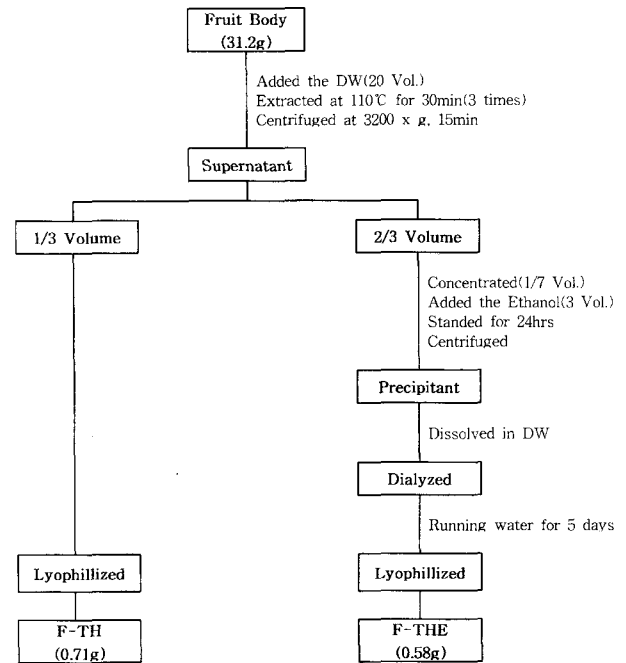 Fruit Body
(31.2g)
Added the DW(20 Vol.)
Extracted at 110℃ for 30min(3 times)
Centrifuged at 3200 x g, 15min
Supernatant
1/3 Volume
2/3 Volume
Concentrated(1/7 Vol.)
Added the Ethanol(3 Vol.)
Standed for 24hrs
Centrifuged
Precipitant
Dissolved in DW
Dialyzed
Running water for 5 days
Lyophillized
Lyophillized
F-TH
(0.71g)
F-THE
(0.58g)